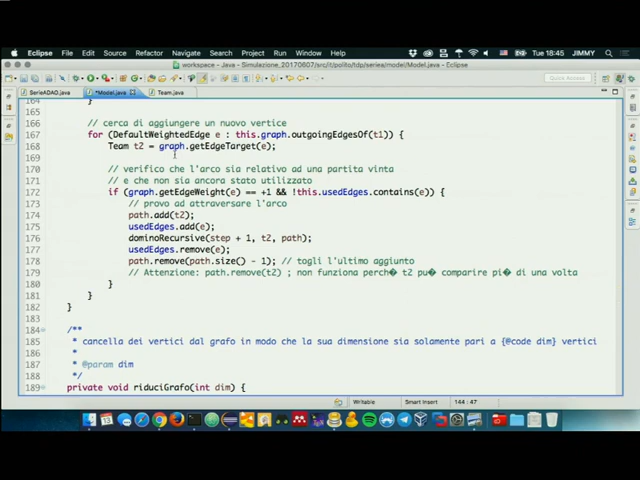 Eclipse File Edit Source Refactor Navigate Search Project Run Window Help Tue 18:45 JIMMY
workspace - Java - Simulazione_20170607/src/it/polito/tdp/series/model/Model.java - Eclipse
Quick Access
SerieADAO.java *Model.java Team.java
164 }
165
166 // cerca di aggiungere un nuovo vertice
167 for (DefaultWeightedEdge e : this.graph.outgoingEdgesOf(t1)) {
168 Team t2 = graph.getEdgeTarget(e);
169
170 // verifico che l'arco sia relativo ad una partita vinta
171 // e che non sia ancora stato utilizzato
172 if (graph.getEdgeWeight(e) == +1 && !this.usedEdges.contains(e)) {
173 // provo ad attraversare l'arco
174 path.add(t2);
175 usedEdges.add(e);
176 dominoRecursive(step + 1, t2, path);
177 usedEdges.remove(e);
178 path.remove(path.size() - 1); // togli l'ultimo aggiunto
179 // Attenzione: path.remove(t2) ; non funziona perch� t2 pu� comparire pi� di una volta
180 }
181 }
182 }
183
184 /**
185 * cancella dei vertici dal grafo in modo che la sua dimensione sia solamente pari a {@code dim} vertici
186 *
187 * @param dim
188 */
189 private void riduciGrafo(int dim) {
Writable Smart Insert 144 : 47